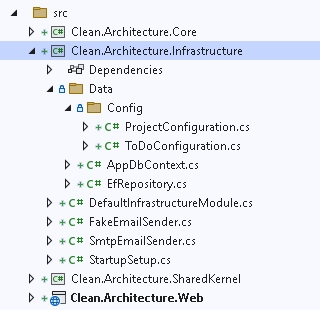 src
Clean.Architecture.Core
Clean.Architecture.Infrastructure
Dependencies
Data
Config
C# ProjectConfiguration.cs
C# ToDoConfiguration.cs
C# AppDbContext.cs
C# EfRepository.cs
C# DefaultInfrastructureModule.cs
C# FakeEmailSender.cs
C# SmtpEmailSender.cs
C# StartupSetup.cs
Clean.Architecture.SharedKernel
Clean.Architecture.Web